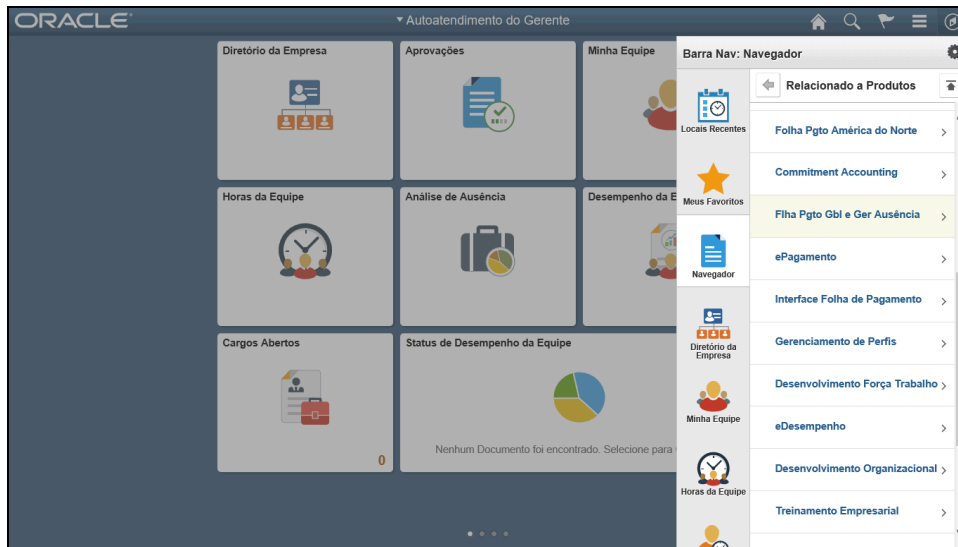 ORACLE
Autoatendimento do Gerente
Diretório da Empresa
Aprovações
Minha Equipe
Horas da Equipe
Análise de Ausência
Desempenho da E
Cargos Abertos
0
Status de Desempenho da Equipe
Nenhum Documento foi encontrado. Selecione para
Barra Nav: Navegador
Locais Recentes
Meus Favoritos
Navegador
Diretório da
Empresa
Minha Equipe
Horas da Equipe
Relacionado a Produtos
Folha Pgto América do Norte
Commitment Accounting
Flha Pgto Gbl e Ger Ausência
ePagamento
Interface Folha de Pagamento
Gerenciamento de Perfis
Desenvolvimento Força Trabalho
eDesempenho
Desenvolvimento Organizacional
Treinamento Empresarial